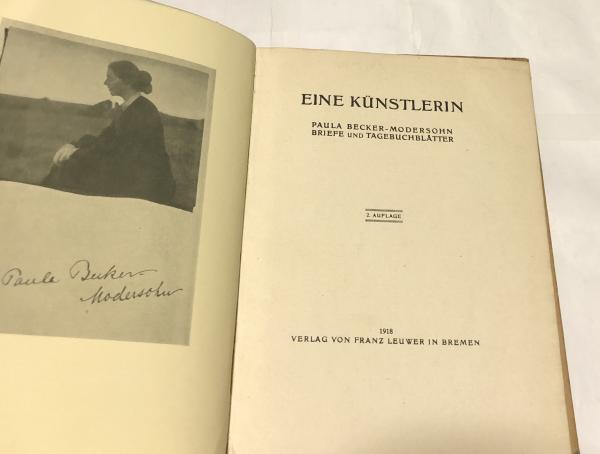 Paula Becker-
Modersohn
EINE KÜNSTLERIN
PAULA BECKER-MODERSOHN
BRIEFE UND TAGEBUCHBLÄTTER
2. AUFLAGE
1918
VERLAG VON FRANZ LEUWER IN BREMEN